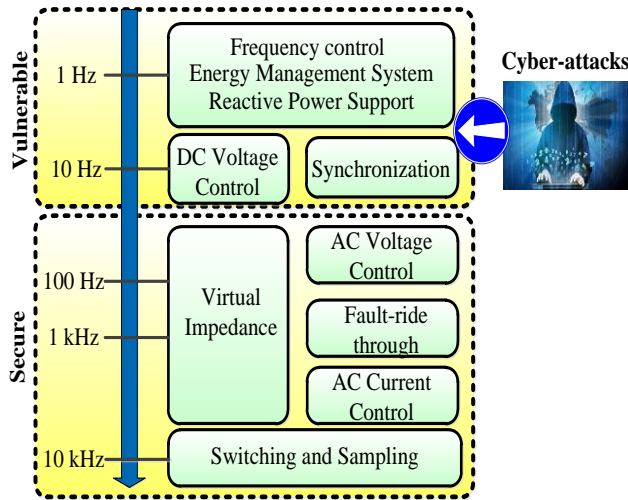 Frequency control
Energy Management System
Reactive Power Support
Cyber-attacks
1 Hz
Vulnerable
10 Hz
DC Voltage
Control
Synchronization
AC Voltage
Control
100 Hz
Virtual
Impedance
1 kHz
Fault-ride
through
Secure
AC Current
Control
10 kHz
Switching and Sampling